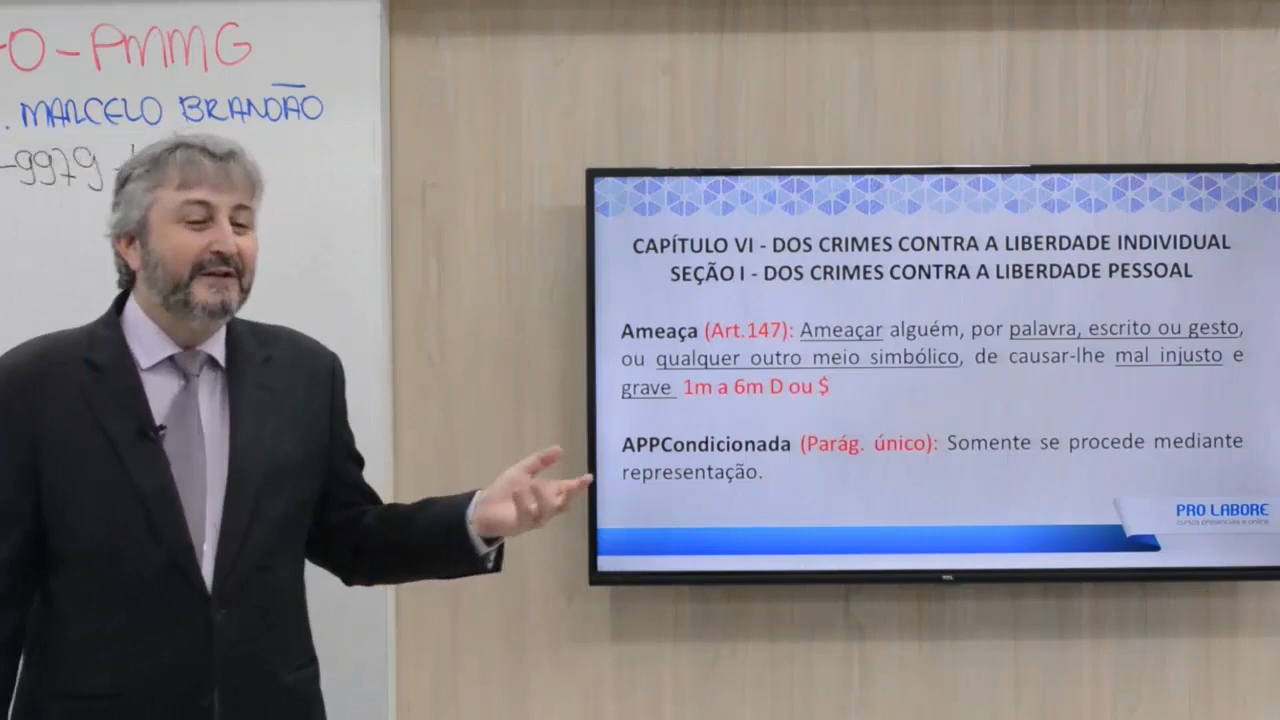 O-PMMG
. MARCELO BRANDÃO
-9979
CAPÍTULO VI - DOS CRIMES CONTRA A LIBERDADE INDIVIDUAL
SEÇÃO I - DOS CRIMES CONTRA A LIBERDADE PESSOAL
Ameaça (Art.147): Ameaçar alguém, por palavra, escrito ou gesto,
ou qualquer outro meio simbólico, de causar-lhe mal injusto e
grave 1m a 6m D ou $
APPCondicionada (Parág. único): Somente se procede mediante
representação.
PRO LABORE
cursos presenciais e online